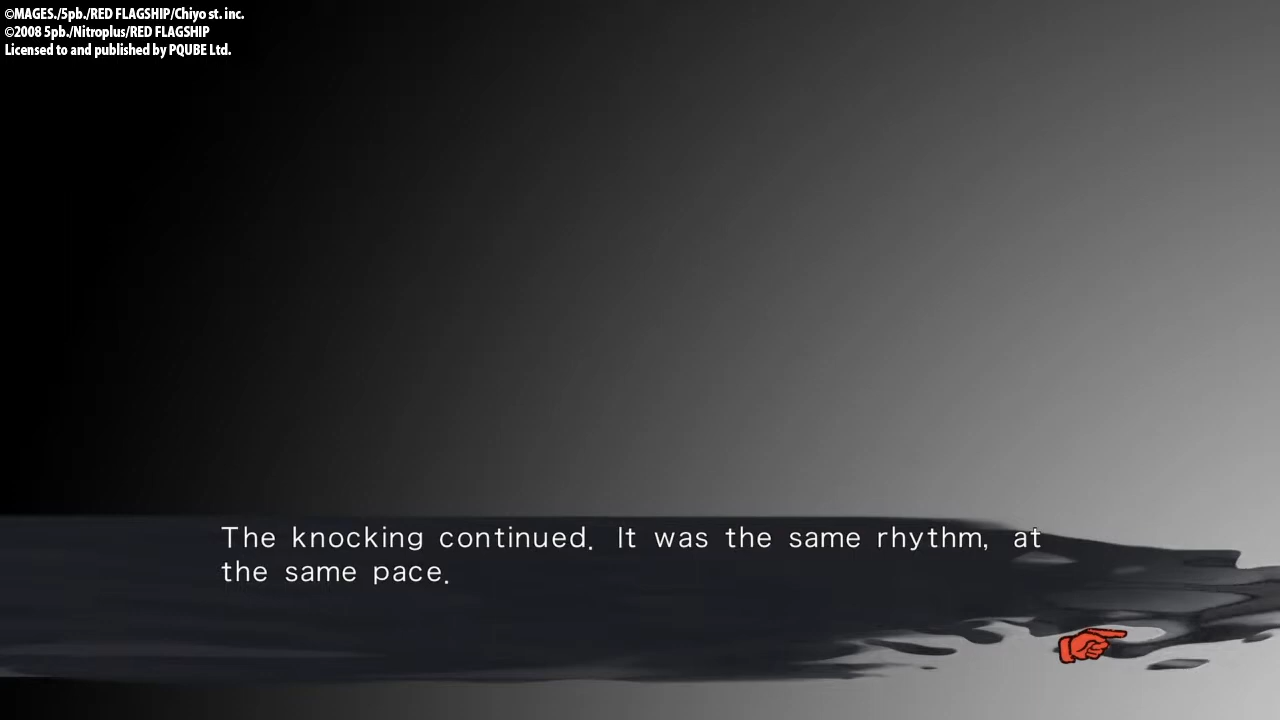 ©MAGES./5pb./RED FLAGSHIP/Chiyo st. inc.
©2008 5pb./Nitroplus/RED FLAGSHIP
Licensed to and published by PQUBE Ltd.
The knocking continued. It was the same rhythm, at
the same pace.